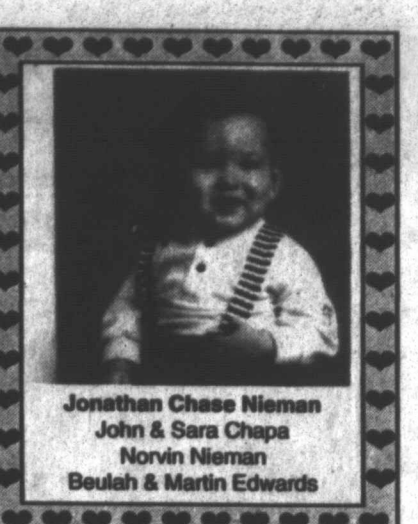 Jonathan Chase Nieman
John & Sara Chapa
Norvin Nieman
Beulah & Martin Edwards